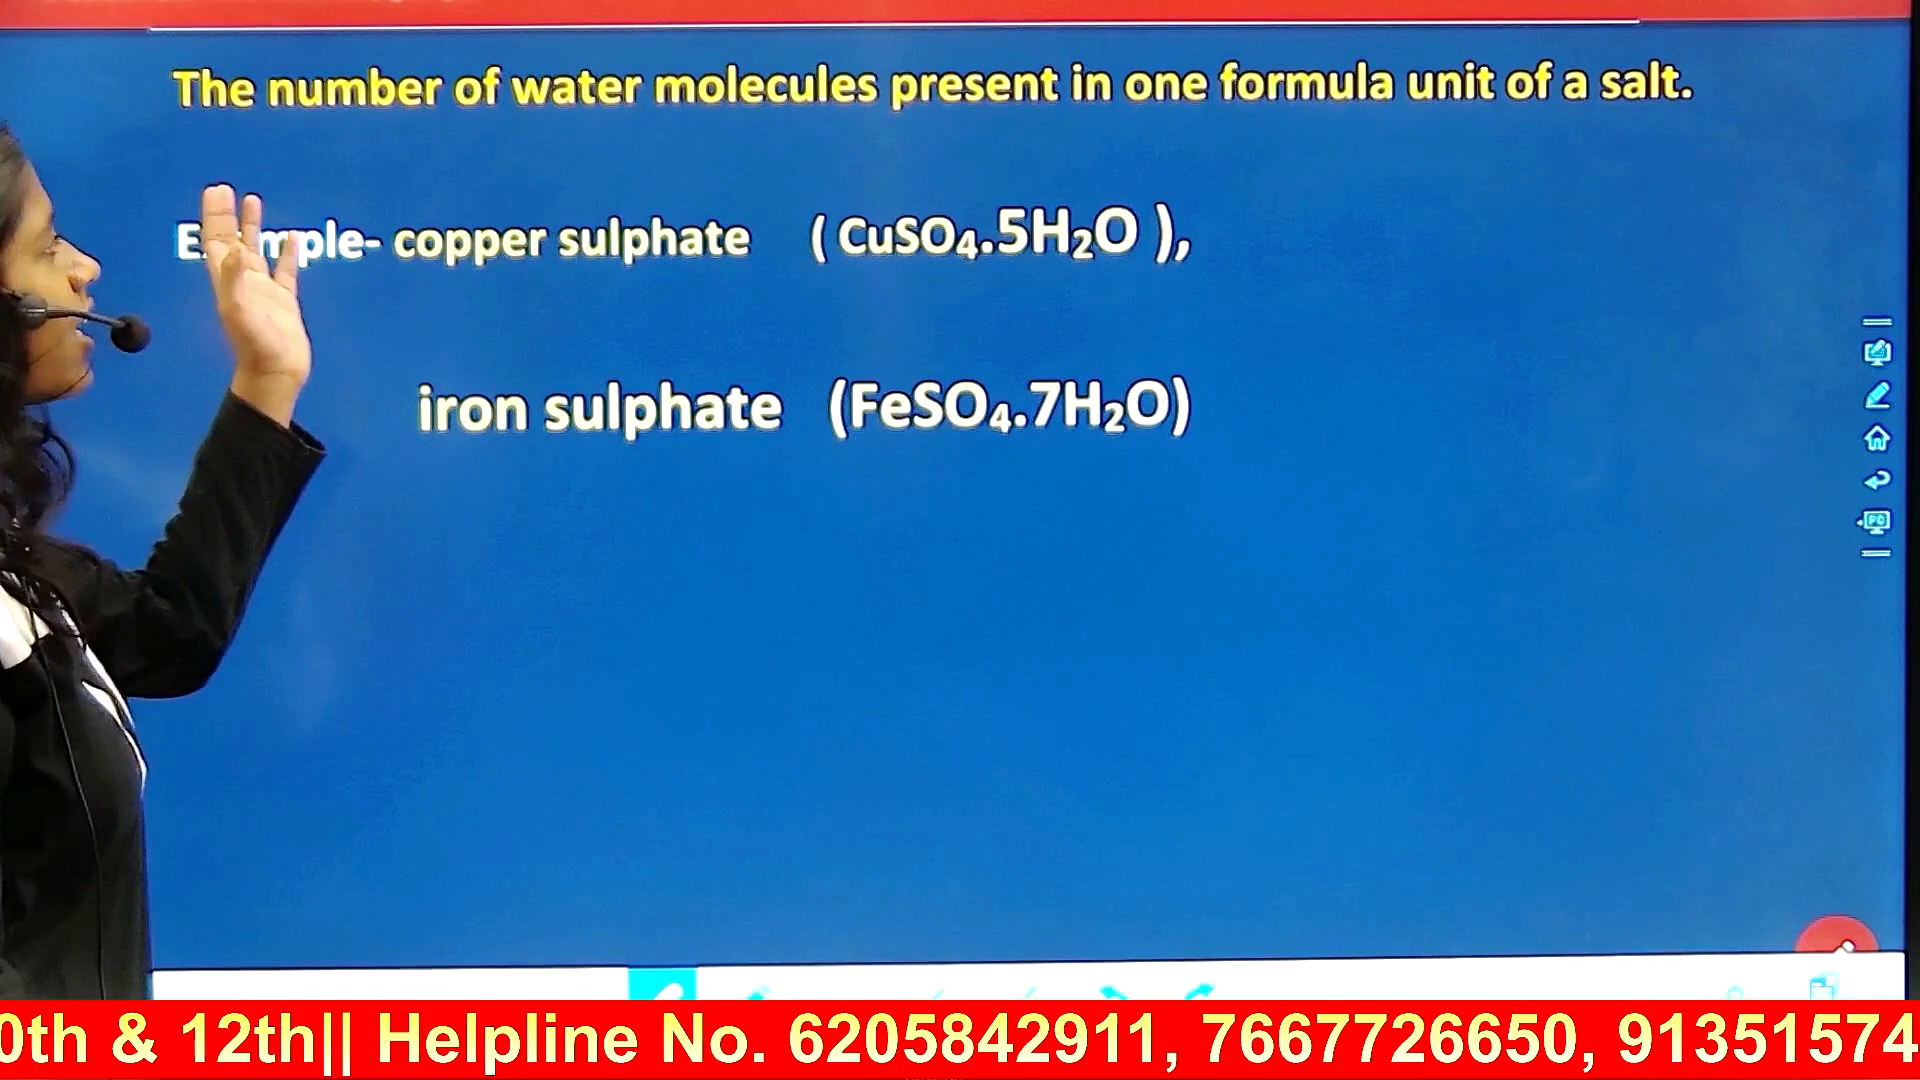 The number of water molecules present in one formula unit of a salt.
Example- copper sulphate ( CuSO₄.5H₂O ),
iron sulphate (FeSO₄.7H₂O)
0th & 12th|| Helpline No. 6205842911, 7667726650, 91351574